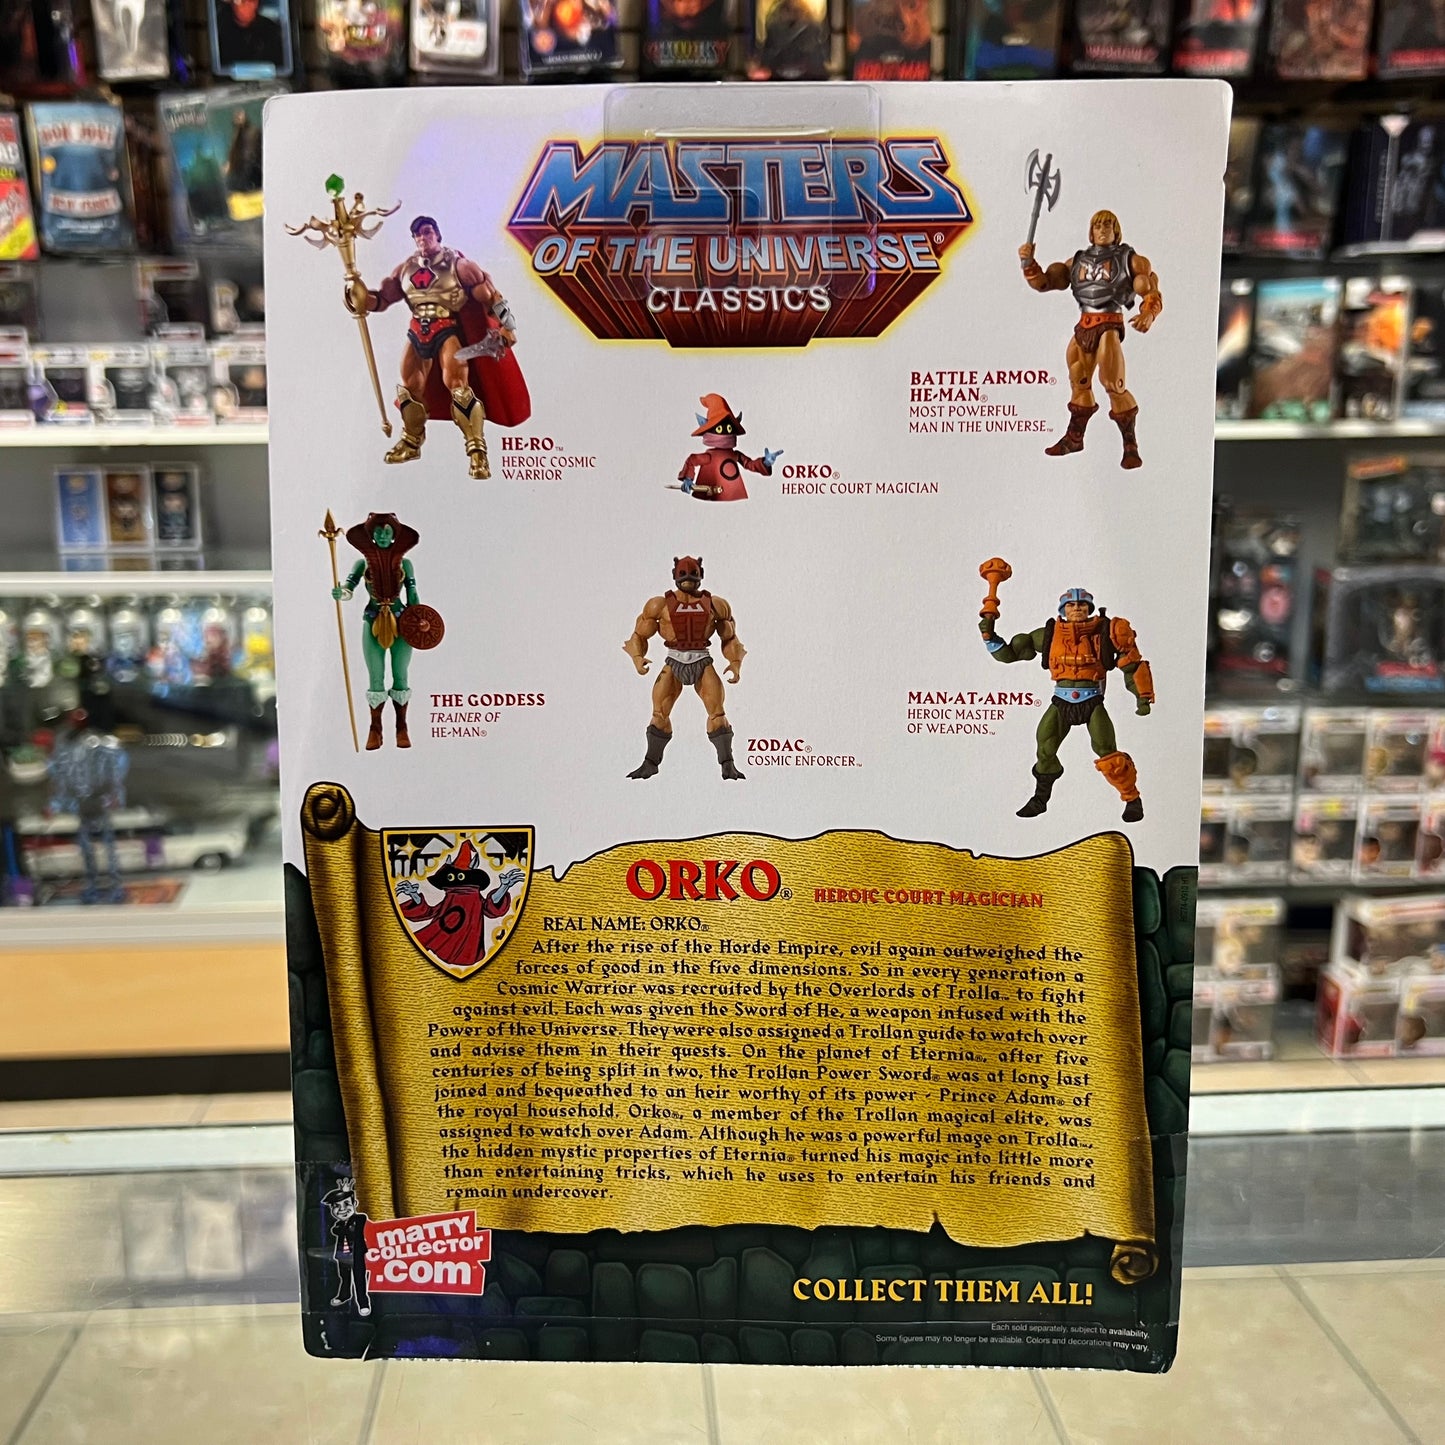 BON JOVI
MASTERS
OF THE UNIVERSE®
CLASSICS
HE-RO™
HEROIC COSMIC
WARRIOR
BATTLE ARMOR®
HE-MAN®
MOST POWERFUL
MAN IN THE UNIVERSE™
ORKO®
HEROIC COURT MAGICIAN
THE GODDESS
TRAINER OF
HE-MAN®
ZODAC®
COSMIC ENFORCER™
MAN-AT-ARMS®
HEROIC MASTER
OF WEAPONS™
ORKO® HEROIC COURT MAGICIAN
REAL NAME: ORKO®
After the rise of the Horde Empire, evil again outweighed the
forces of good in the five dimensions. So in every generation a
Cosmic Warrior was recruited by the Overlords of Trolla™ to fight
against evil. Each was given the Sword of He, a weapon infused with the
Power of the Universe. They were also assigned a Trollan guide to watch over
and advise them in their quests. On the planet of Eternia®, after five
centuries of being split in two, the Trollan Power Sword® was at long last
joined and bequeathed to an heir worthy of its power - Prince Adam® of
the royal household. Orko®, a member of the Trollan magical elite, was
assigned to watch over Adam. Although he was a powerful mage on Trolla™,
the hidden mystic properties of Eternia® turned his magic into little more
than entertaining tricks, which he uses to entertain his friends and
remain undercover.
MATTY
COLLECTOR
.com™
COLLECT THEM ALL!
Each sold separately, subject to availability.
Some figures may no longer be available. Colors and decorations may vary.